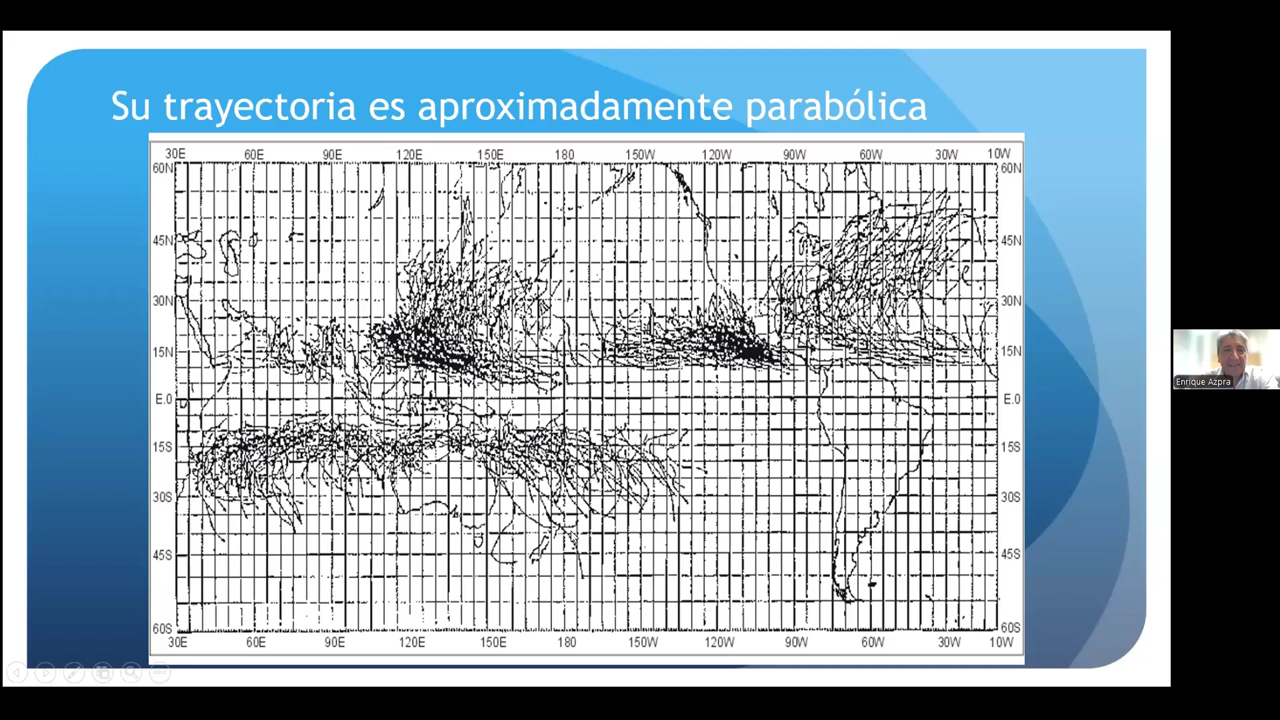 Su trayectoria es aproximadamente parabólica
30E 60E 90E 120E 150E 180 150W 120W 90W 60W 30W 10W
60N 60N
45N 45N
30N 30N
15N 15N
E.0 E.0
15S 15S
30S 30S
45S 45S
60S 60S
30E 60E 90E 120E 150E 180 150W 120W 90W 60W 30W 10W
Enrique Azpra